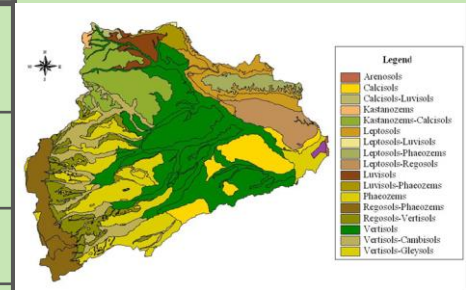 Legend
Arenosols
Calcisols
Calcisols-Luvisols
Kastanozems
Kastanozems-Calcisols
Leptosols
Leptosols-Luvisols
Leptosols-Phaeozems
Leptosols-Regosols
Luvisols
Luvisols-Phaeozems
Phaeozems
Regosols-Phaeozems
Regosols-Vertisols
Vertisols
Vertisols-Cambisols
Vertisols-Gleysols